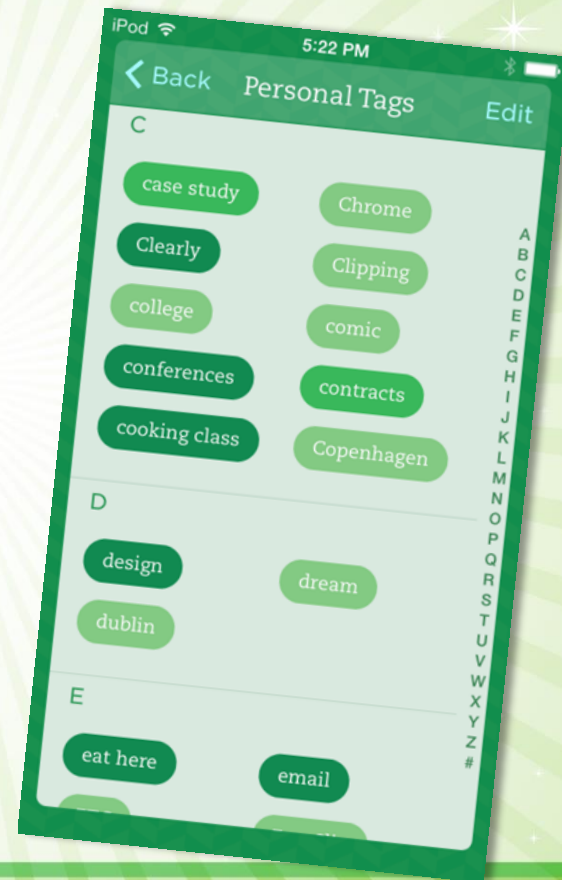 iPod 5:22 PM
Back Personal Tags Edit
C
case study Chrome
Clearly Clipping
college comic
conferences contracts
cooking class Copenhagen
D
design dream
dublin
E
eat here email
A
B
C
D
E
F
G
H
I
J
K
L
M
N
O
P
Q
R
S
T
U
V
W
X
Y
Z
#